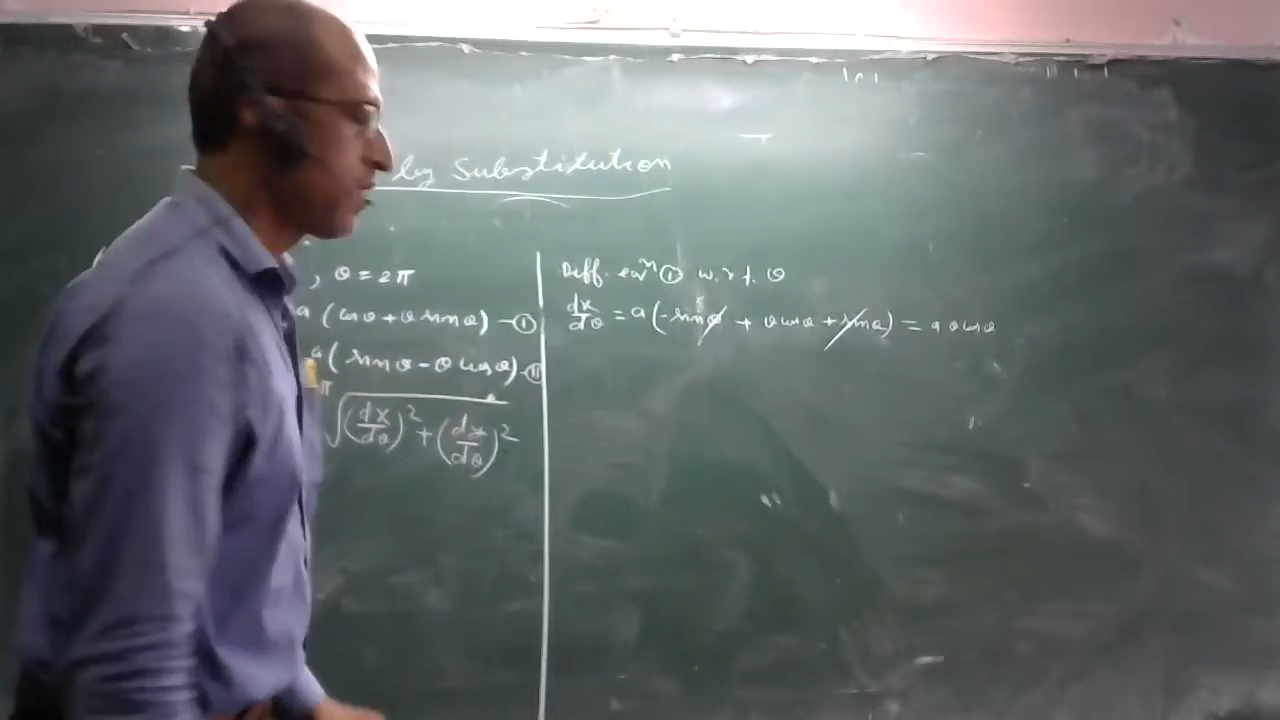 by Substitution
, θ = 2π
a (cosθ + θ sinθ) - ①
a ( sinθ - θ cosθ) - ②
π √(dx/dθ)² + (dy/dθ)²
Diff. eqⁿ ① w.r.t. θ
dx/dθ = a (-sinθ + θ cosθ + sinθ) = a θ cosθ